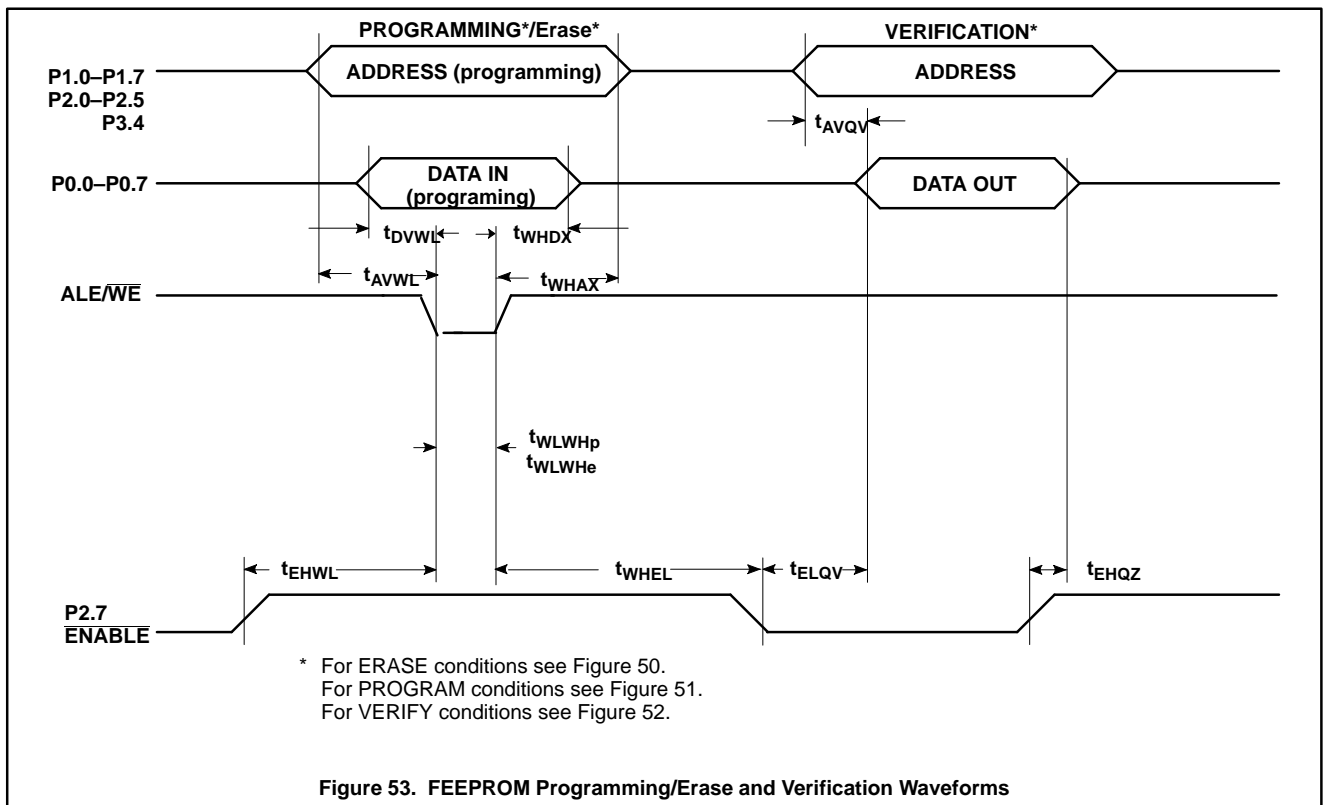 PROGRAMMING*/Erase*
VERIFICATION*
P1.0–P1.7
P2.0–P2.5
P3.4
ADDRESS (programming)
ADDRESS
tAVQV
P0.0–P0.7
DATA IN
(programing)
DATA OUT
tDVWL
tWHDX
tAVWL
tWHAX
ALE/WE
tWLWHp
tWLWHe
tEHWL
tWHEL
tELQV
tEHQZ
P2.7
ENABLE
* For ERASE conditions see Figure 50.
For PROGRAM conditions see Figure 51.
For VERIFY conditions see Figure 52.
Figure 53. FEEPROM Programming/Erase and Verification Waveforms